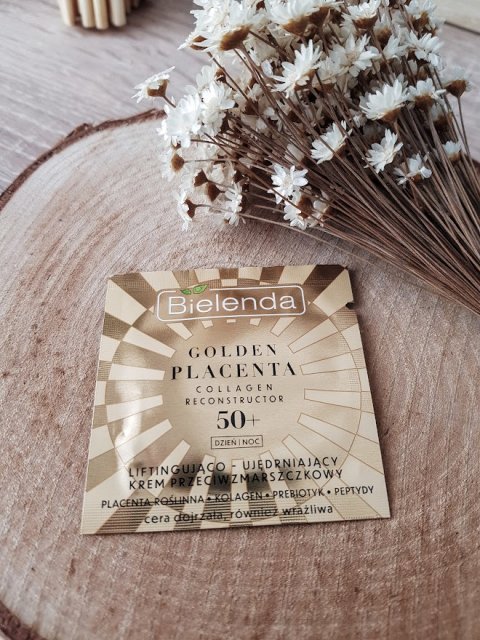 Bielenda
GOLDEN
PLACENTA
COLLAGEN
RECONSTRUCTOR
50+
DZIEŃ | NOC
LIFTINGUJĄCO - UJĘDRNIAJĄCY
KREM PRZECIWZMARSZCZKOWY
PLACENTA ROŚLINNA • KOLAGEN • PREBIOTYK • PEPTYDY
cera dojrzała, również wrażliwa